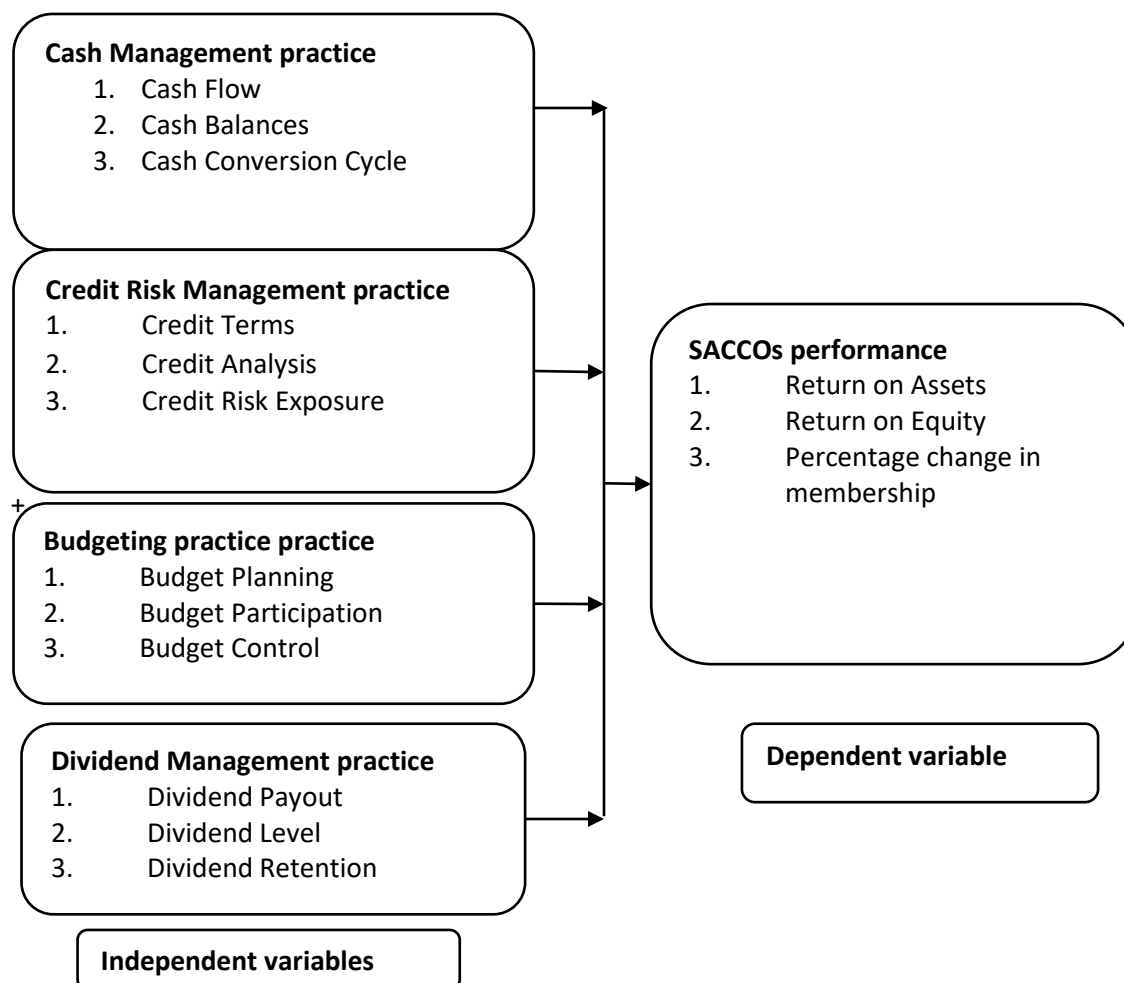 Cash Management practice
1. Cash Flow
2. Cash Balances
3. Cash Conversion Cycle
Credit Risk Management practice
1. Credit Terms
2. Credit Analysis
3. Credit Risk Exposure
+
Budgeting practice practice
1. Budget Planning
2. Budget Participation
3. Budget Control
Dividend Management practice
1. Dividend Payout
2. Dividend Level
3. Dividend Retention
Independent variables
SACCOs performance
1. Return on Assets
2. Return on Equity
3. Percentage change in
membership
Dependent variable